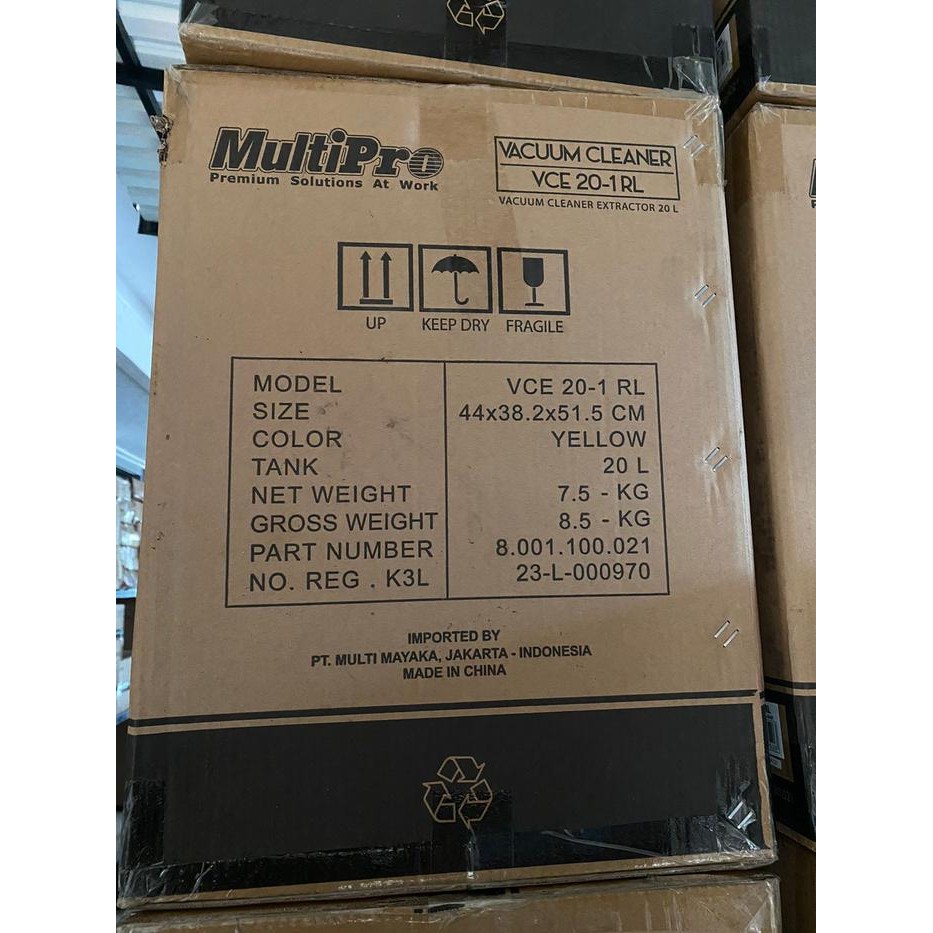 MultiPro
Premium Solutions At Work
VACUUM CLEANER
VCE 20-1 RL
VACUUM CLEANER EXTRACTOR 20 L
UP KEEP DRY FRAGILE
MODEL VCE 20-1 RL
SIZE 44x38.2x51.5 CM
COLOR YELLOW
TANK 20 L
NET WEIGHT 7.5 - KG
GROSS WEIGHT 8.5 - KG
PART NUMBER 8.001.100.021
NO. REG . K3L 23-L-000970
IMPORTED BY
PT. MULTI MAYAKA, JAKARTA - INDONESIA
MADE IN CHINA